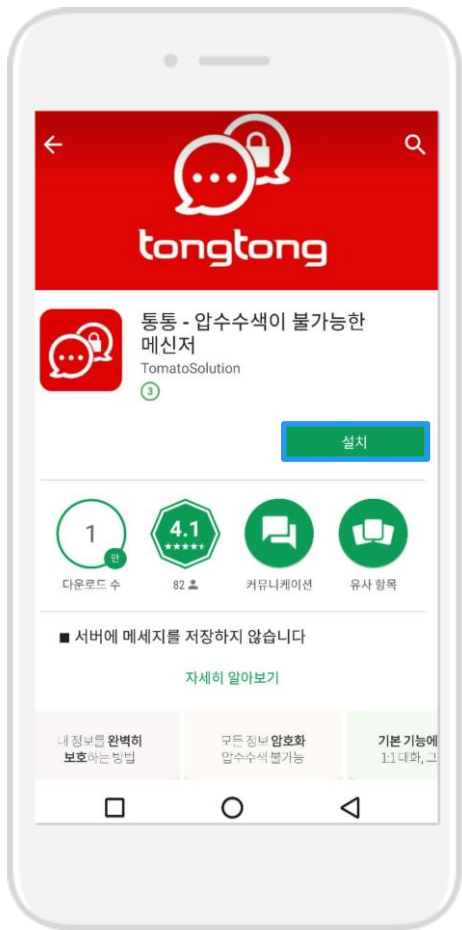 tongtong
통통 - 압수수색이 불가능한
메신저
TomatoSolution
3
설치
1
만
4.1
다운로드 수
82
커뮤니케이션
유사 항목
■ 서버에 메세지를 저장하지 않습니다
자세히 알아보기
내 정보를 완벽히
보호하는 방법
모든 정보 암호화
압수수색 불가능
기본 기능에
1:1 대화, 그